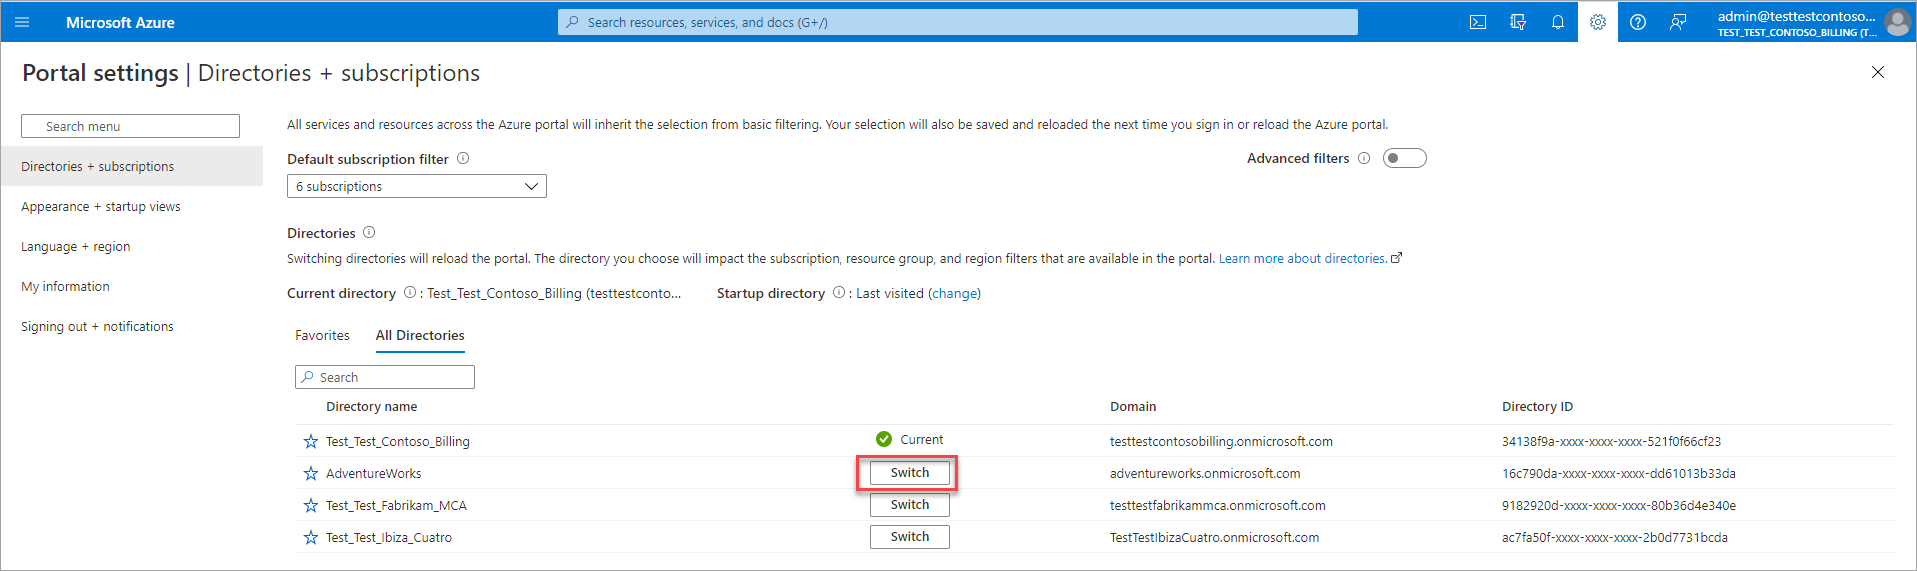 Microsoft Azure
Search resources, services, and docs (G+/)
admin@testtestcontoso...
TEST_TEST_CONTOSO_BILLING (T...
Portal settings | Directories + subscriptions
Search menu
Directories + subscriptions
Appearance + startup views
Language + region
My information
Signing out + notifications
All services and resources across the Azure portal will inherit the selection from basic filtering. Your selection will also be saved and reloaded the next time you sign in or reload the Azure portal.
Default subscription filter
Advanced filters
6 subscriptions
Directories
Switching directories will reload the portal. The directory you choose will impact the subscription, resource group, and region filters that are available in the portal. Learn more about directories.
Current directory : Test_Test_Contoso_Billing (testtestconto... Startup directory : Last visited (change)
Favorites All Directories
Search
Directory name Domain Directory ID
Test_Test_Contoso_Billing Current testtestcontosobilling.onmicrosoft.com 34138f9a-xxxx-xxxx-xxxx-521f0f66cf23
AdventureWorks Switch adventureworks.onmicrosoft.com 16c790da-xxxx-xxxx-xxxx-dd61013b33da
Test_Test_Fabrikam_MCA Switch testtestfabrikammca.onmicrosoft.com 9182920d-xxxx-xxxx-xxxx-80b36d4e340e
Test_Test_Ibiza_Cuatro Switch TestTestIbizaCuatro.onmicrosoft.com ac7fa50f-xxxx-xxxx-xxxx-2b0d7731bcda